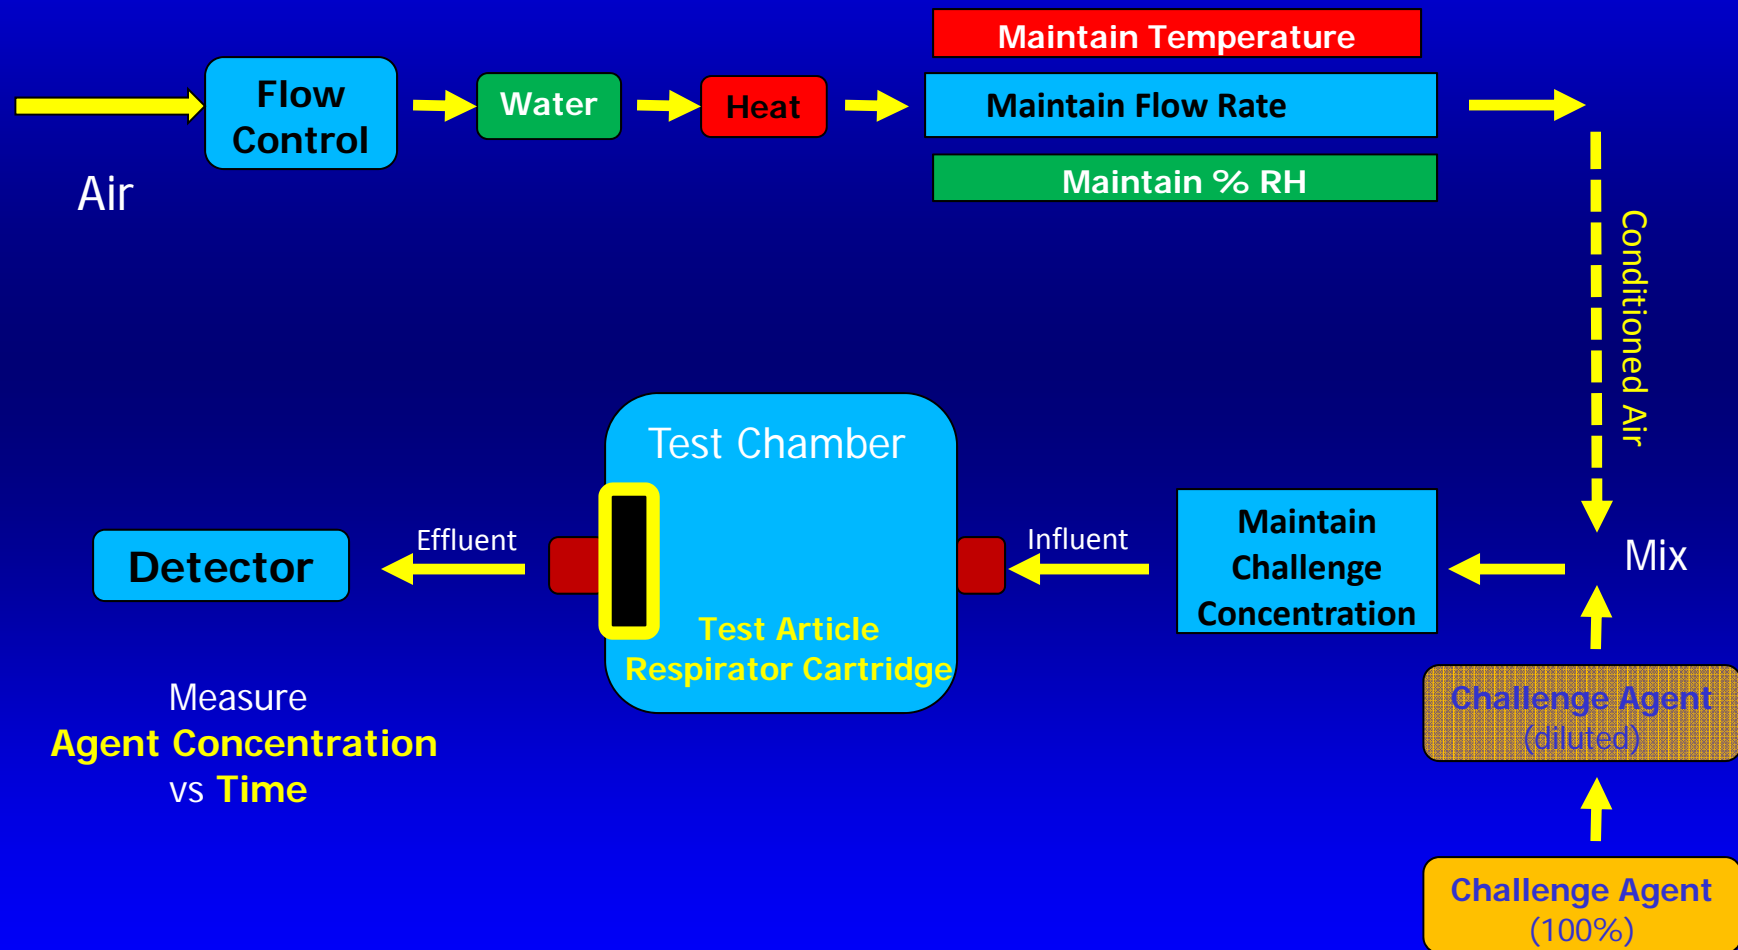 Maintain Temperature
Flow
Control
Water
Heat
Maintain Flow Rate
Maintain % RH
Air
Conditioned Air
Test Chamber
Test Article
Respirator Cartridge
Influent
Effluent
Maintain
Challenge
Concentration
Mix
Detector
Measure
Agent Concentration
vs Time
Challenge Agent
(diluted)
Challenge Agent
(100%)